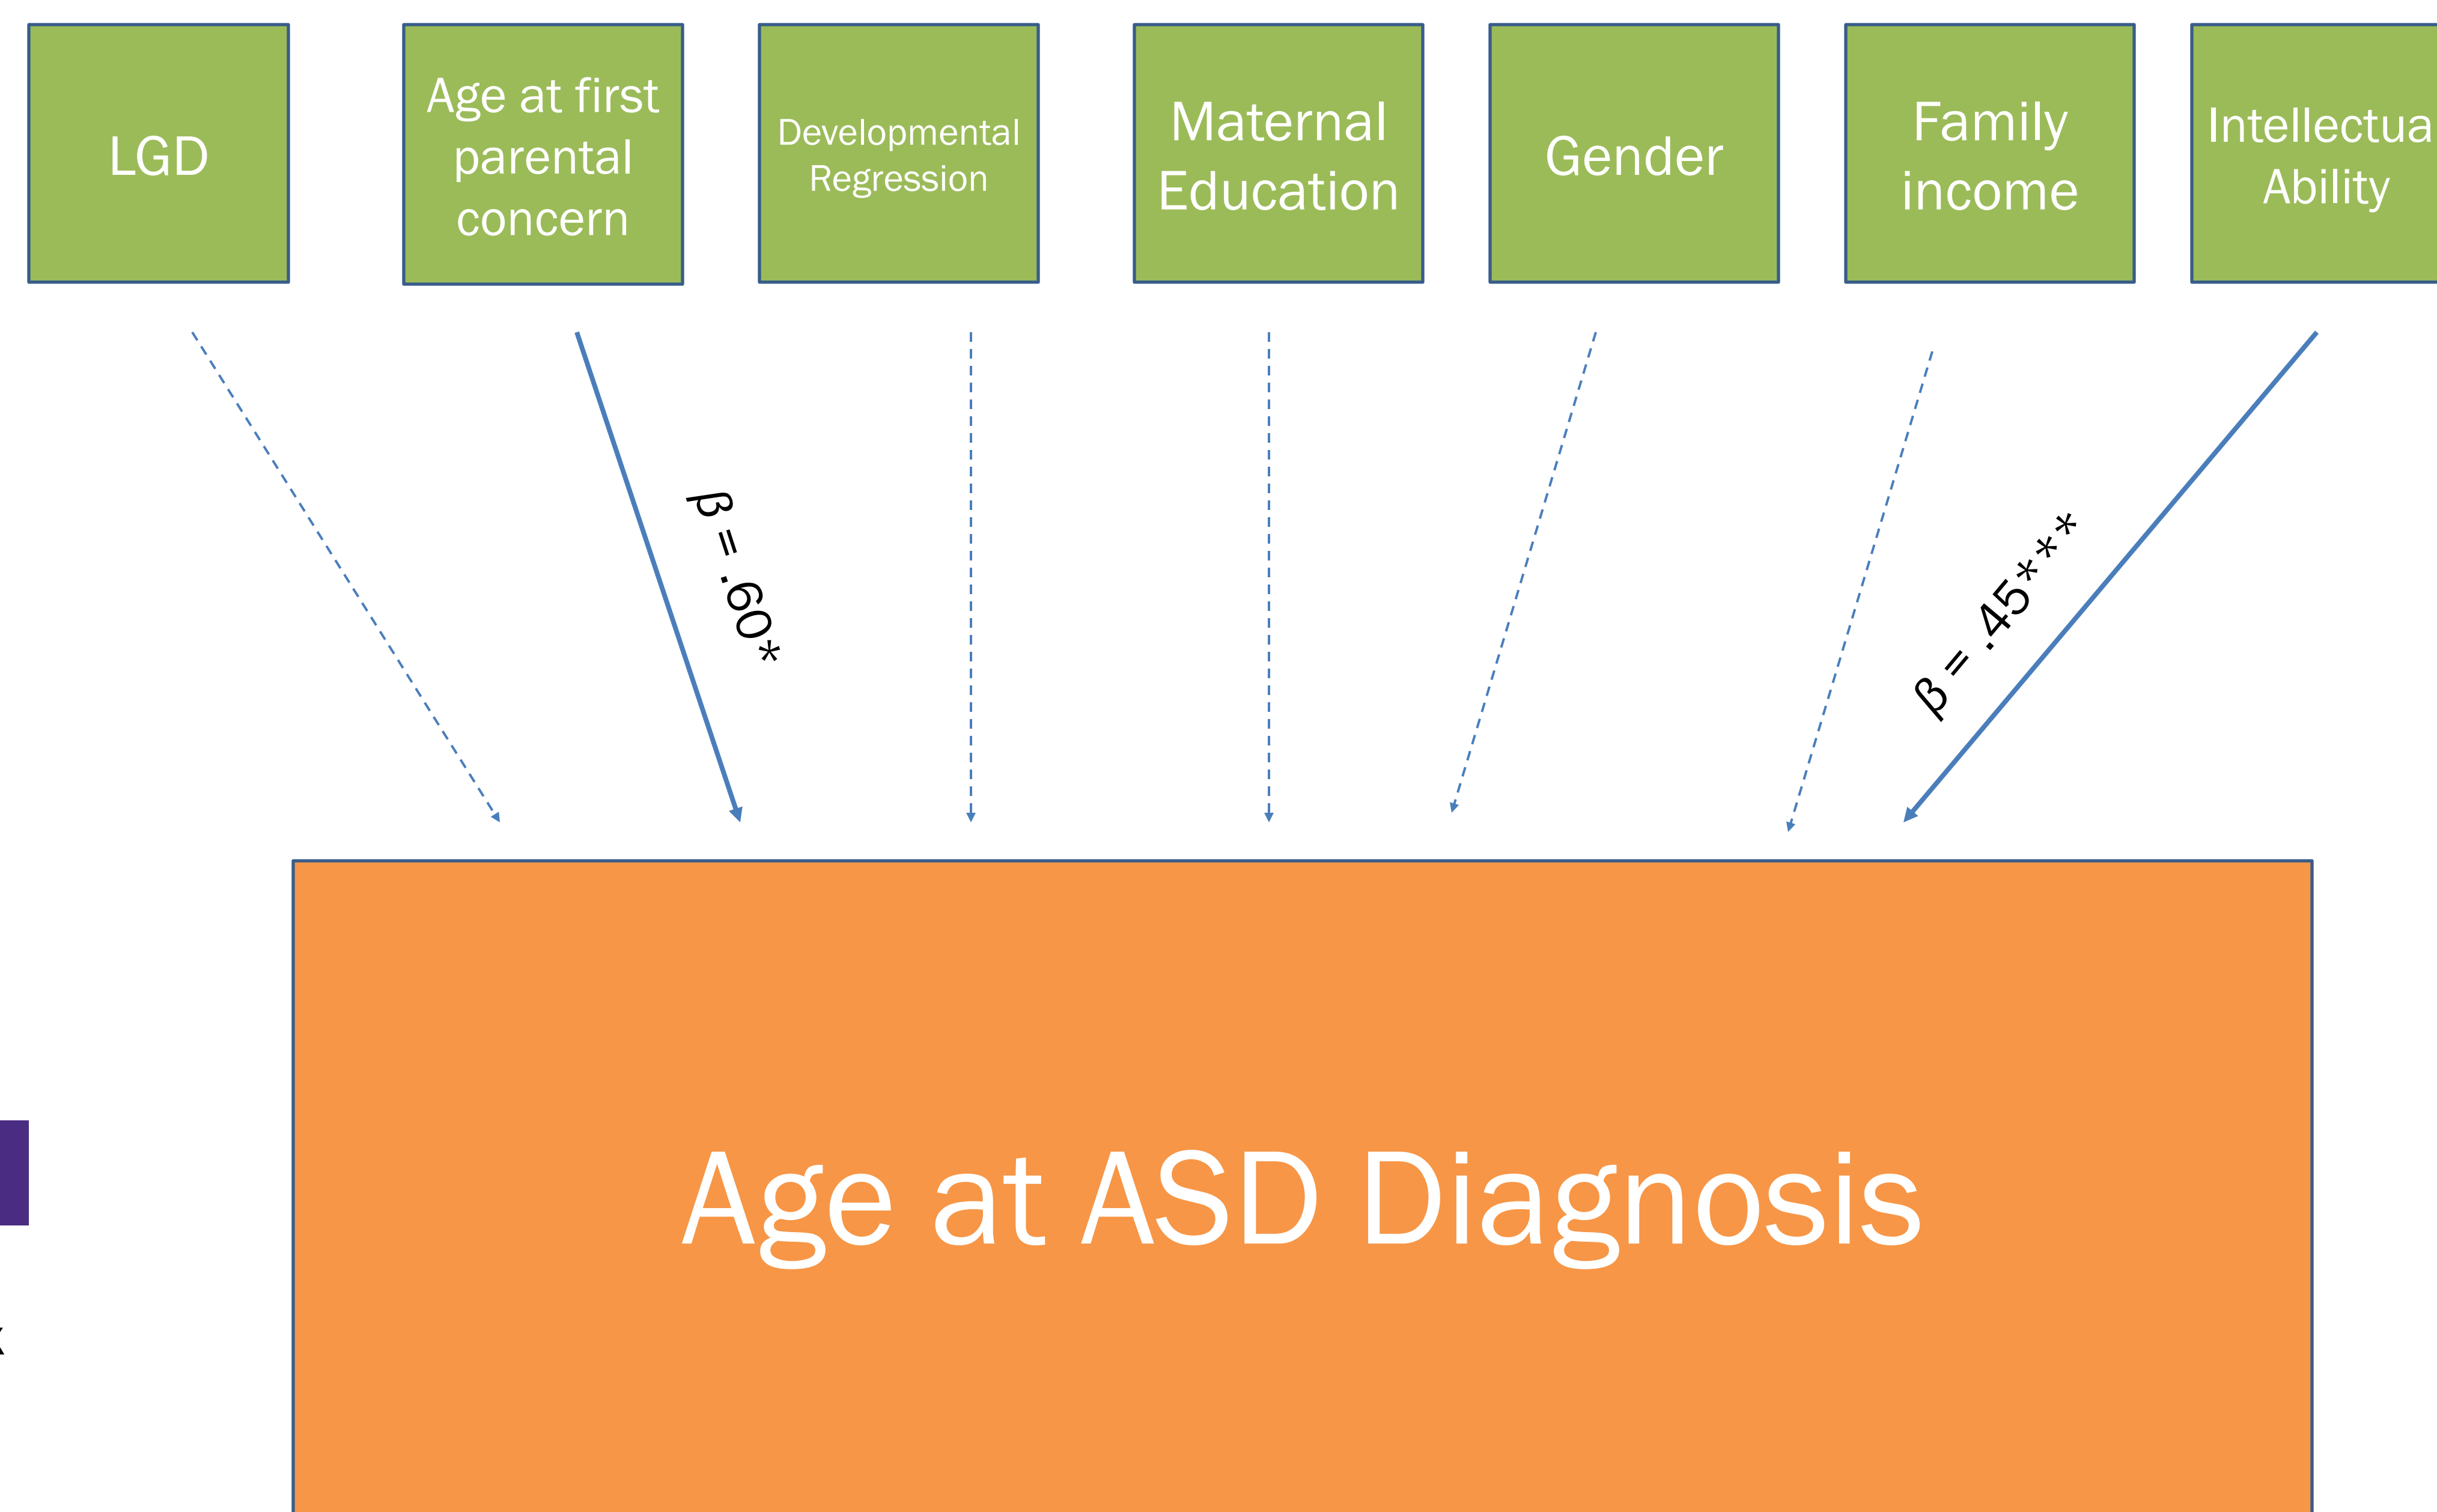 LGD
Age at first
parental
concern
Developmental
Regression
Maternal
Education
Gender
Family
income
Intellectua
Ability
β = .60*
β = .45****
Age at ASD Diagnosis